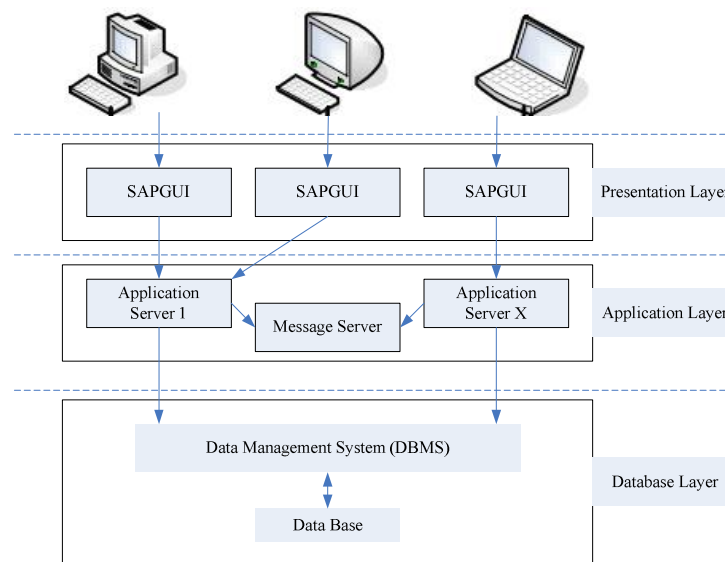 SAPGUI
SAPGUI
SAPGUI
Presentation Layer
Application
Server 1
Message Server
Application
Server X
Application Layer
Data Management System (DBMS)
Data Base
Database Layer